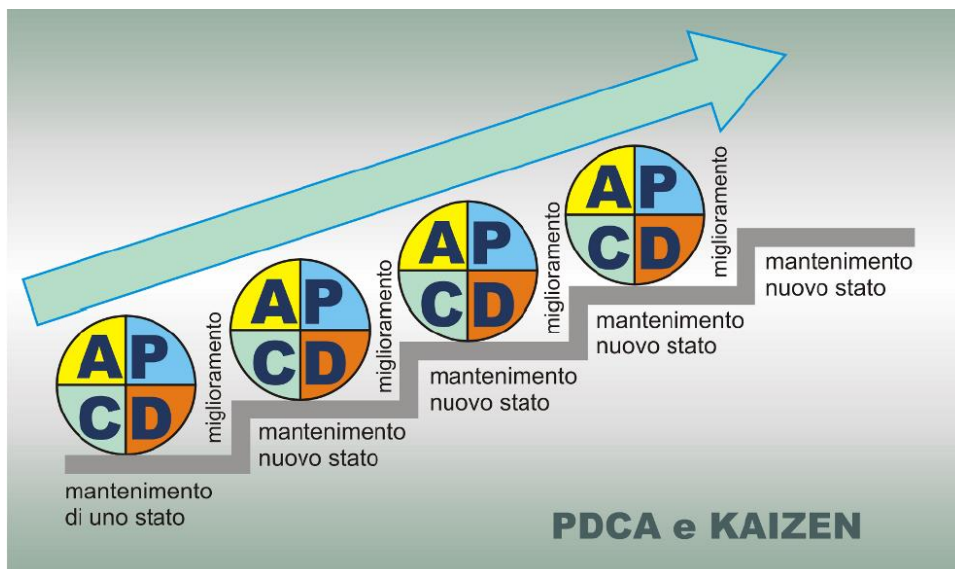 A P
C D
miglioramento
A P
C D
miglioramento
A P
C D
miglioramento
A P
C D
miglioramento
mantenimento
di uno stato
mantenimento
nuovo stato
mantenimento
nuovo stato
mantenimento
nuovo stato
mantenimento
nuovo stato
PDCA e KAIZEN